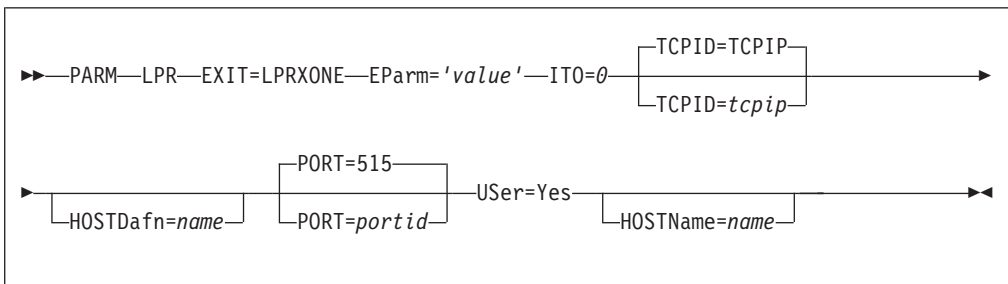 TCPID=TCPIP
PARM LPR EXIT=LPRXONE EParm='value' ITO=0
TCPID=tcpip
PORT=515
USer=Yes
HOSTDafn=name PORT=portid HOSTName=name